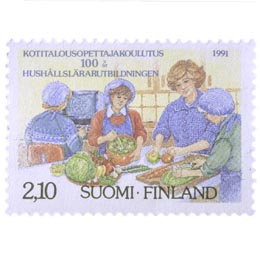 KOTITALOUSOPETTAJAKOULUTUS 1991
100 år
HUSHÅLLSLÄRARUTBILDNINGEN
2,10 SUOMI·FINLAND